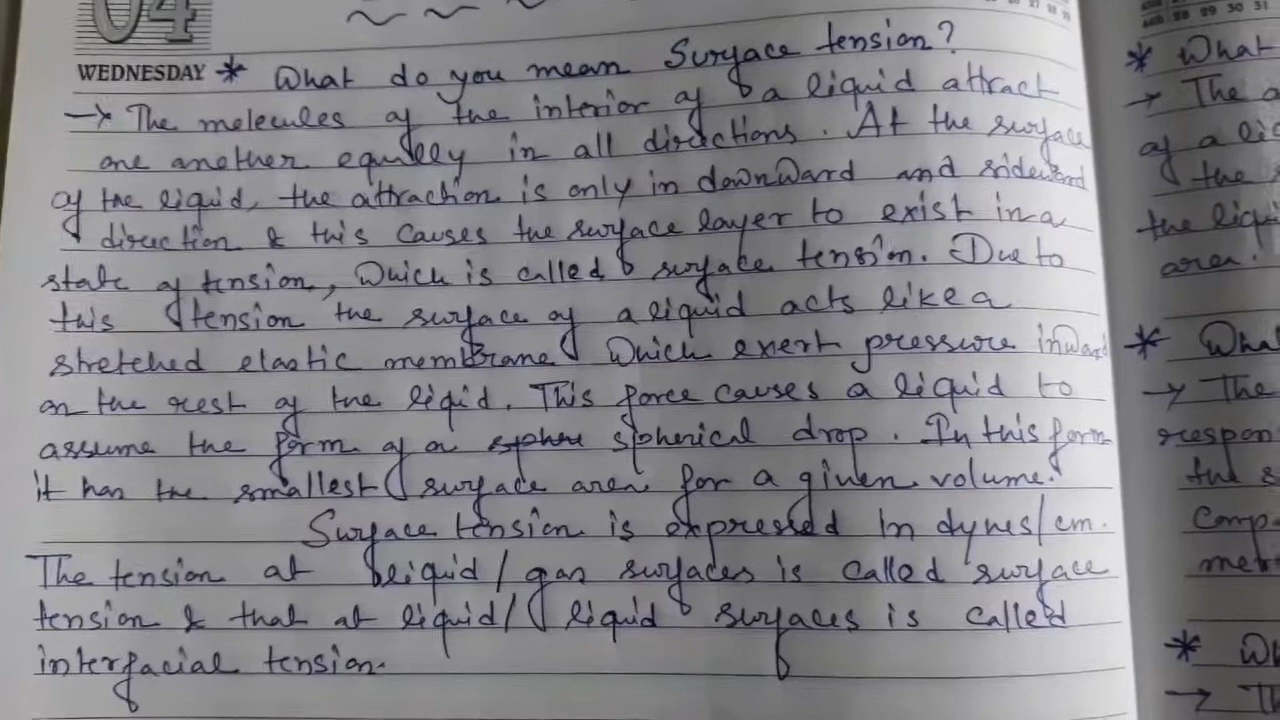 04
WEDNESDAY
* What do you mean Surface tension?
→ The molecules of the interior of a liquid attract
one another equally in all directions. At the surface
of the liquid, the attraction is only in downward and sideward
direction & this causes the surface layer to exist in a
state of tension, Which is called surface tension. Due to
this tension the surface of a liquid acts like a
stretched elastic membrane Which exert pressure inward
on the rest of the liquid. This force causes a liquid to
assume the form of a sphere spherical drop. In this form
it has the smallest surface area for a given volume.
Surface tension is expressed In dynes/cm.
The tension at liquid/gas surfaces is called surface
tension & that at liquid/liquid surfaces is called
interfacial tension.
28 29 30 31
* What
→ The
of a
the
the
area.
*
→ The
respon
the s
Comp
metr
*
→